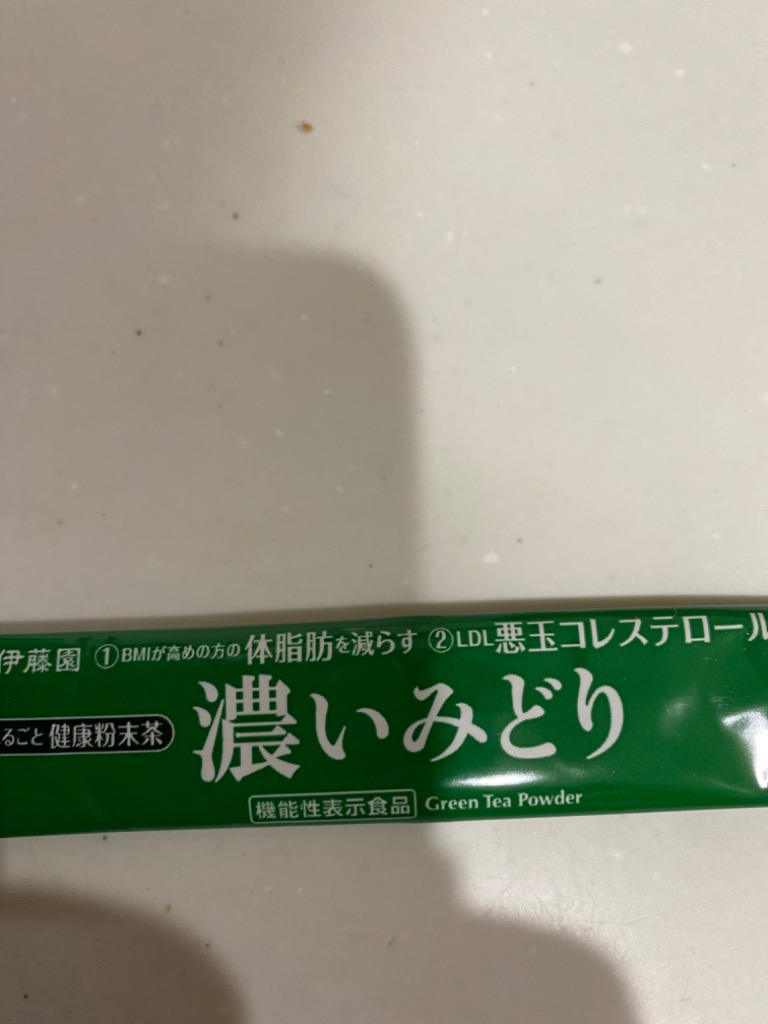 伊藤園 ①BMIが高めの方の体脂肪を減らす ②LDL悪玉コレステロール
るごと健康粉末茶
濃いみどり
機能性表示食品 Green Tea Powder